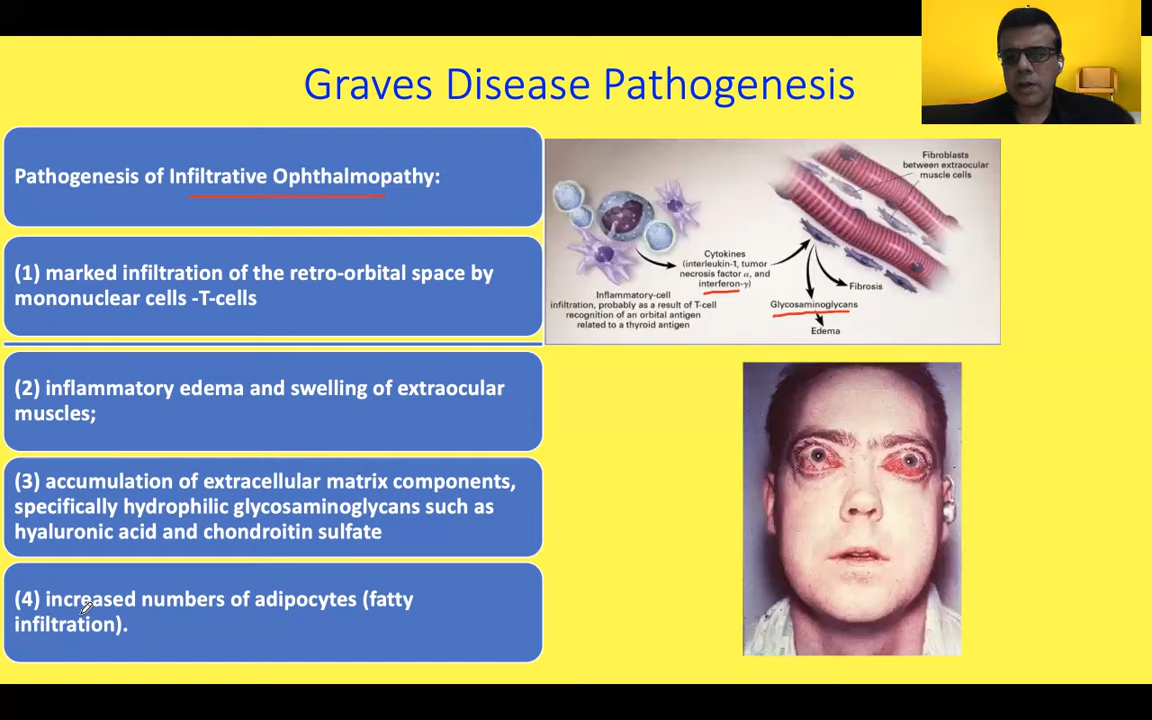 Graves Disease Pathogenesis
Pathogenesis of Infiltrative Ophthalmopathy:
(1) marked infiltration of the retro-orbital space by
mononuclear cells -T-cells
(2) inflammatory edema and swelling of extraocular
muscles;
(3) accumulation of extracellular matrix components,
specifically hydrophilic glycosaminoglycans such as
hyaluronic acid and chondroitin sulfate
(4) increased numbers of adipocytes (fatty
infiltration).
Fibroblasts
between extraocular
muscle cells
Cytokines
(interleukin-1, tumor
necrosis factor α, and
interferon-γ)
Inflammatory-cell
infiltration, probably as a result of T-cell
recognition of an orbital antigen
related to a thyroid antigen
Fibrosis
Glycosaminoglycans
Edema